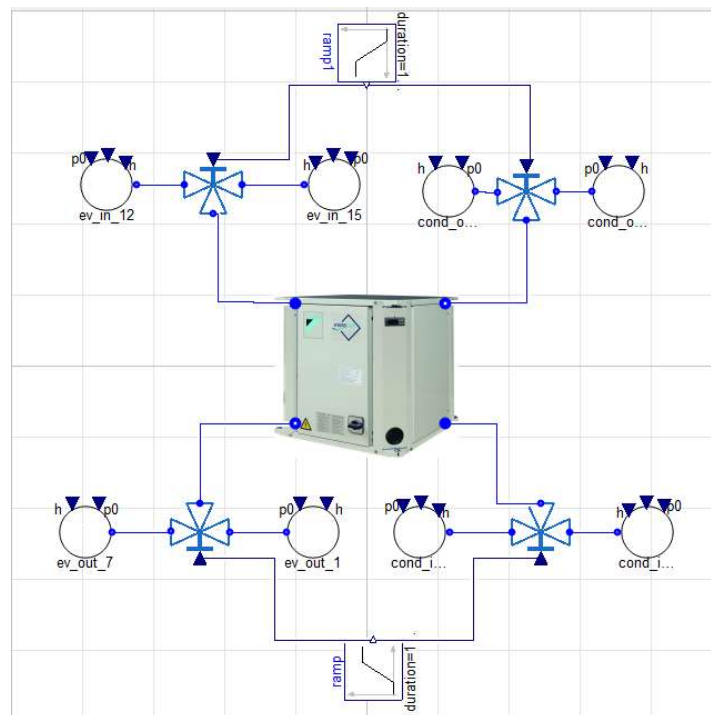 ramp1
duration=1
p0
h
ev_in_12
h
p0
ev_in_15
h
p0
cond_o...
p0
h
cond_o...
h
p0
ev_out_7
p0
h
ev_out_1
p0
h
cond_i...
h
p0
cond_i...
ramp
duration=1